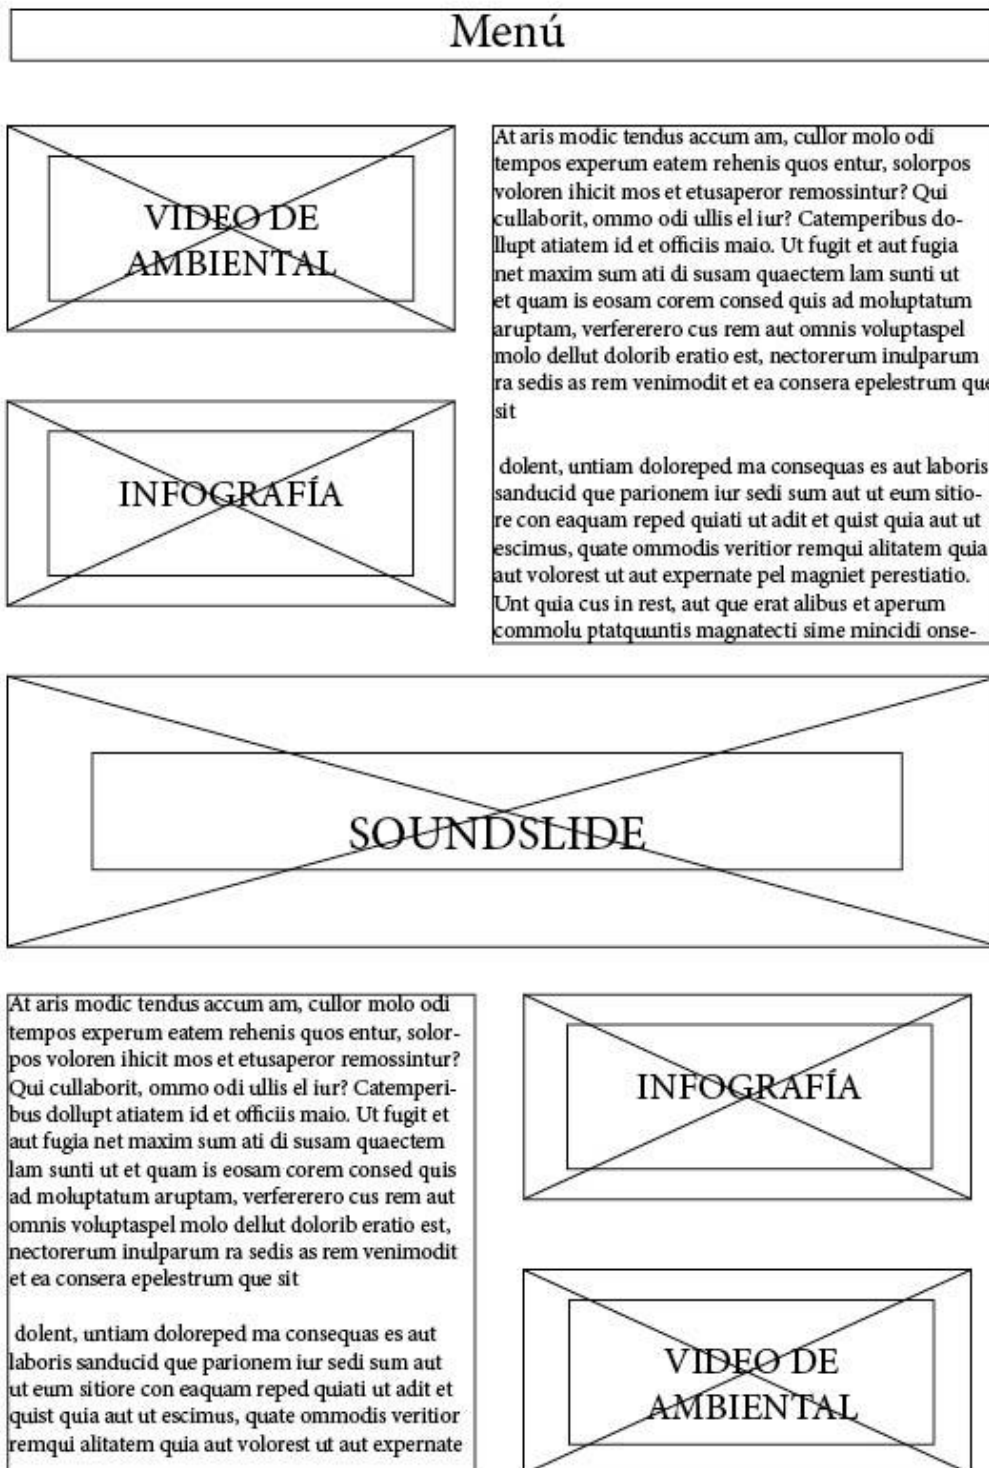 Menú
VIDEO DE
AMBIENTAL
INFOGRAFÍA
At aris modic tendus accum am, cullor molo odi
tempos experum eatem rehenis quos entur, solorpos
voloren ihicit mos et etusaperor remossintur? Qui
cullaborit, ommo odi ullis el iur? Catemperibus do-
llupt atiatem id et officiis maio. Ut fugit et aut fugia
net maxim sum ati di susam quaectem lam sunti ut
et quam is eosam corem consed quis ad moluptatum
aruptam, verfererero cus rem aut omnis voluptaspel
molo dellut dolorib eratio est, nectorerum inulparum
ra sedis as rem venimodit et ea consera epelestrum que
sit
dolent, untiam doloreped ma consequas es aut laboris
sanducid que parionem iur sedi sum aut ut eum sitio-
re con eaquam reped quiati ut adit et quist quia aut ut
escimus, quate ommodis veritior remqui alitatem quia
aut volorest ut aut expernate pel magniet perestiatio.
Unt quia cus in rest, aut que erat alibus et aperum
commolu ptatquuntis magnatecti sime mincidi onse-
SOUNDSLIDE
At aris modic tendus accum am, cullor molo odi
tempos experum eatem rehenis quos entur, solor-
pos voloren ihicit mos et etusaperor remossintur?
Qui cullaborit, ommo odi ullis el iur? Catemperi-
bus dollupt atiatem id et officiis maio. Ut fugit et
aut fugia net maxim sum ati di susam quaectem
lam sunti ut et quam is eosam corem consed quis
ad moluptatum aruptam, verfererero cus rem aut
omnis voluptaspel molo dellut dolorib eratio est,
nectorerum inulparum ra sedis as rem venimodit
et ea consera epelestrum que sit
dolent, untiam doloreped ma consequas es aut
laboris sanducid que parionem iur sedi sum aut
ut eum sitiore con eaquam reped quiati ut adit et
quist quia aut ut escimus, quate ommodis veritior
remqui alitatem quia aut volorest ut aut expernate
INFOGRAFÍA
VIDEO DE
AMBIENTAL